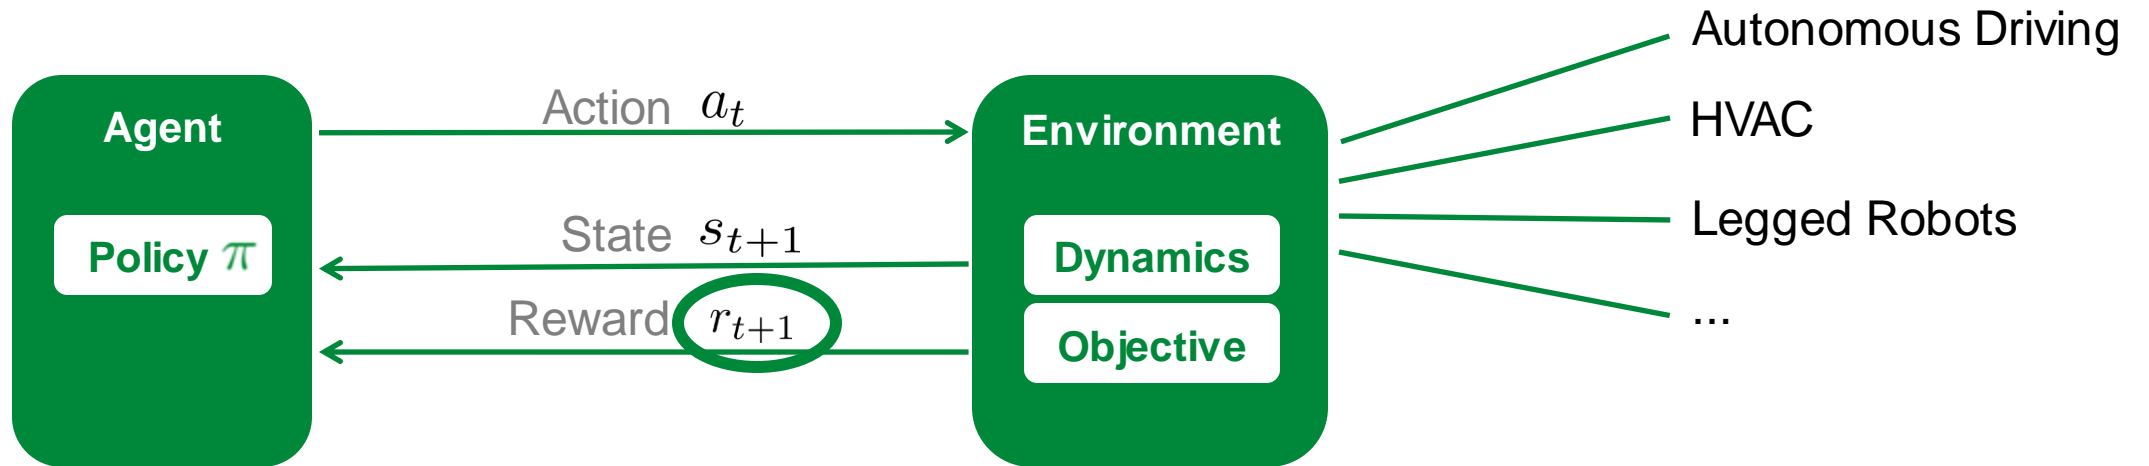 Agent
Policy π
Action a_t
State s_{t+1}
Reward r_{t+1}
Environment
Dynamics
Objective
Autonomous Driving
HVAC
Legged Robots
...